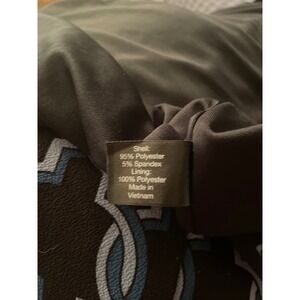 Shell:
95% Polyester
5% Spandex
Lining:
100% Polyester
Made in
Vietnam